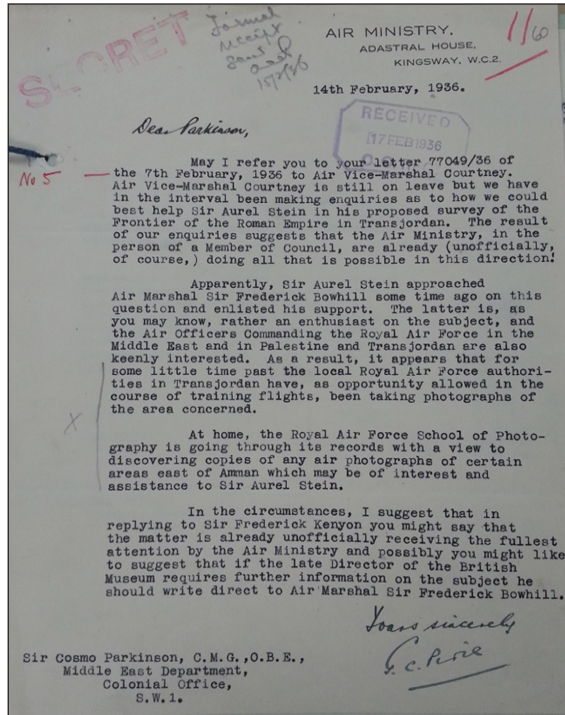 SECRET
Formal
receipt
sent
15/2/36
11/60
AIR MINISTRY,
ADASTRAL HOUSE,
KINGSWAY, W.C.2.
14th February, 1936.
RECEIVED
17 FEB 1936
Dear Parkinson,
No 5
May I refer you to your letter 77049/36 of
the 7th February, 1936 to Air Vice-Marshal Courtney.
Air Vice-Marshal Courtney is still on leave but we have
in the interval been making enquiries as to how we could
best help Sir Aurel Stein in his proposed survey of the
Frontier of the Roman Empire in Transjordan. The result
of our enquiries suggests that the Air Ministry, in the
person of a Member of Council, are already (unofficially,
of course,) doing all that is possible in this direction!
Apparently, Sir Aurel Stein approached
Air Marshal Sir Frederick Bowhill some time ago on this
question and enlisted his support. The latter is, as
you may know, rather an enthusiast on the subject, and
the Air Officers Commanding the Royal Air Force in the
Middle East and in Palestine and Transjordan are also
keenly interested. As a result, it appears that for
some little time past the local Royal Air Force authori-
ties in Transjordan have, as opportunity allowed in the
course of training flights, been taking photographs of
the area concerned.
X
At home, the Royal Air Force School of Photo-
graphy is going through its records with a view to
discovering copies of any air photographs of certain
areas east of Amman which may be of interest and
assistance to Sir Aurel Stein.
In the circumstances, I suggest that in
replying to Sir Frederick Kenyon you might say that
the matter is already unofficially receiving the fullest
attention by the Air Ministry and possibly you might like
to suggest that if the late Director of the British
Museum requires further information on the subject he
should write direct to Air Marshal Sir Frederick Bowhill.
Yours sincerely
G. C. Pirie
Sir Cosmo Parkinson, C.M.G.,O.B.E.,
Middle East Department,
Colonial Office,
S.W.1.